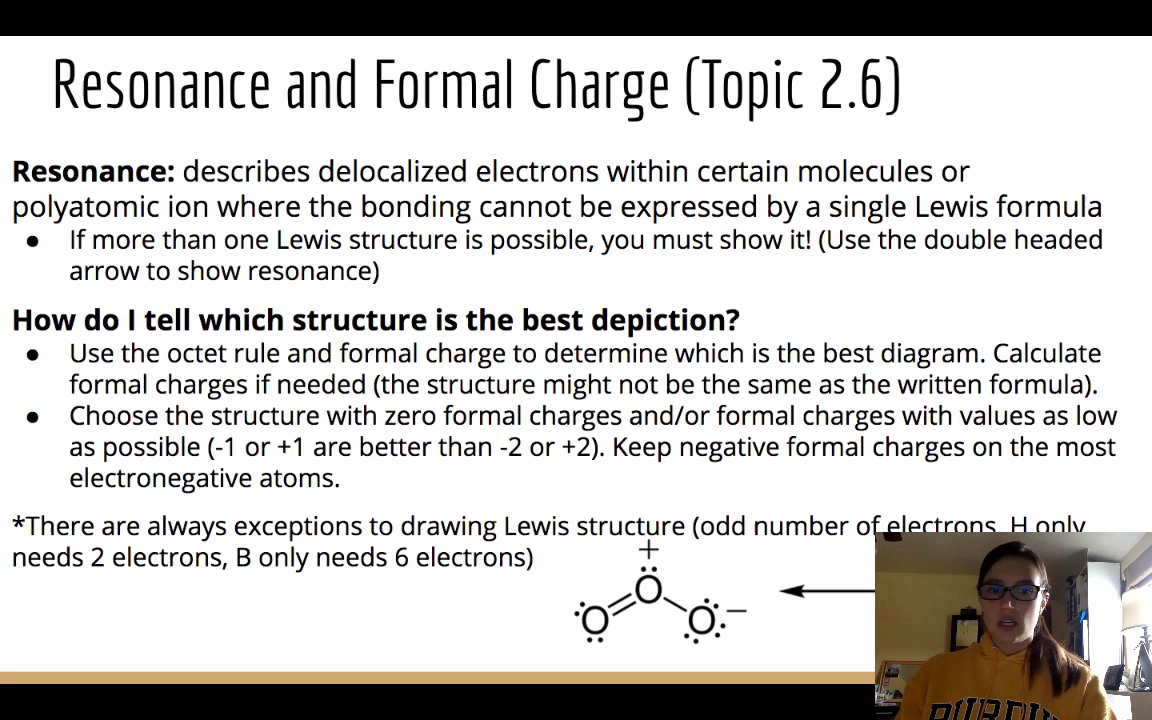 Resonance and Formal Charge (Topic 2.6)
Resonance: describes delocalized electrons within certain molecules or
polyatomic ion where the bonding cannot be expressed by a single Lewis formula
● If more than one Lewis structure is possible, you must show it! (Use the double headed
arrow to show resonance)
How do I tell which structure is the best depiction?
● Use the octet rule and formal charge to determine which is the best diagram. Calculate
formal charges if needed (the structure might not be the same as the written formula).
● Choose the structure with zero formal charges and/or formal charges with values as low
as possible (-1 or +1 are better than -2 or +2). Keep negative formal charges on the most
electronegative atoms.
*There are always exceptions to drawing Lewis structure (odd number of electrons, H only
needs 2 electrons, B only needs 6 electrons)
+
O
O O −
PURDUE